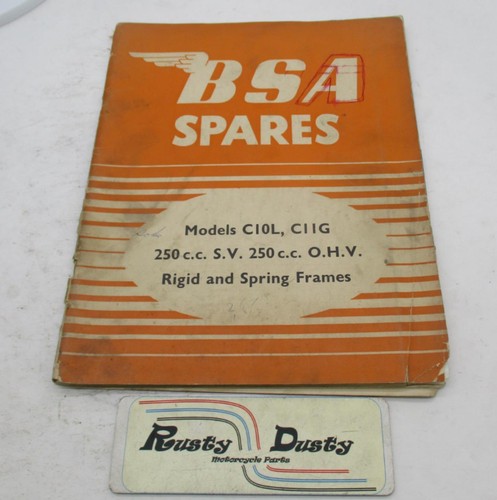 BSA
SPARES
Models C10L, C11G
250 c.c. S.V. 250 c.c. O.H.V.
Rigid and Spring Frames
Rusty Dusty
Motorcycle Parts